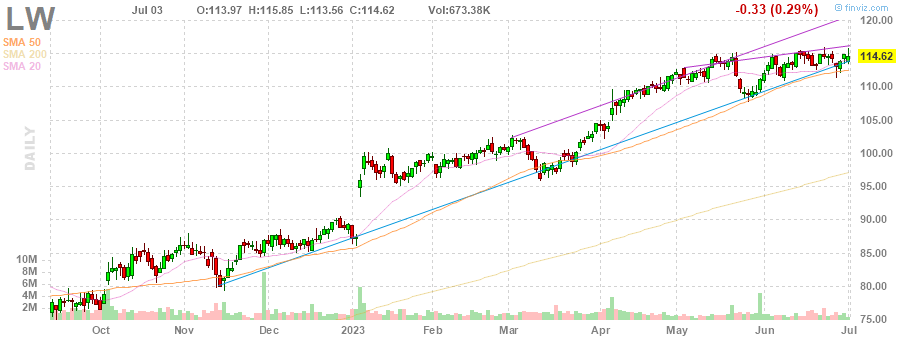 LW Jul 03 O:113.97 H:115.85 L:113.56 C:114.62 Vol:673.38K -0.33 (0.29%) finviz.com
SMA 50
SMA 200
SMA 20
DAILY
120.00
114.62
110.00
105.00
100.00
95.00
90.00
85.00
80.00
75.00
10M
8M
6M
4M
2M
Oct Nov Dec 2023 Feb Mar Apr May Jun Jul